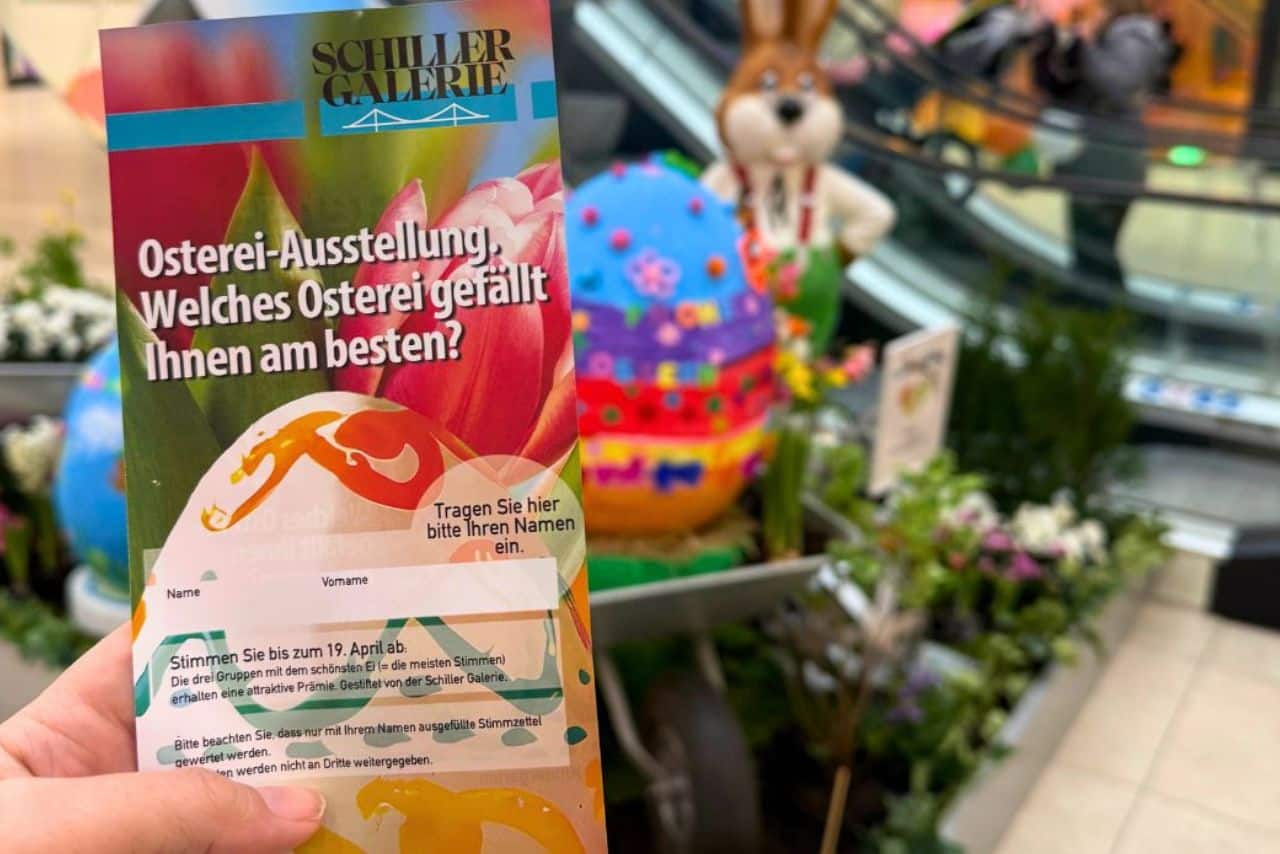 SCHILLER
GALERIE
Osterei-Ausstellung.
Welches Osterei gefällt
Ihnen am besten?
Tragen Sie hier
bitte Ihren Namen
ein.
Name Vorname
Stimmen Sie bis zum 19. April ab:
Die drei Gruppen mit dem schönsten Ei (= die meisten Stimmen)
erhalten eine attraktive Prämie. Gestiftet von der Schiller Galerie.
Bitte beachten Sie, dass nur mit Ihrem Namen ausgefüllte Stimmzettel
gewertet werden.
werden nicht an Dritte weitergegeben.